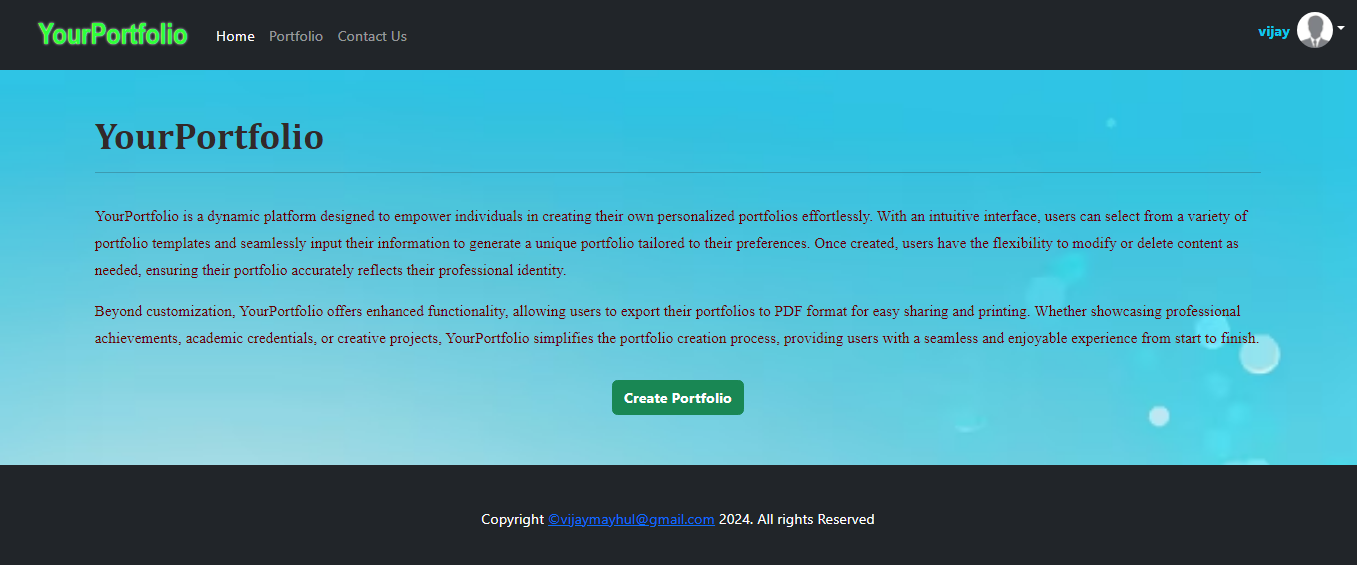 YourPortfolio Home Portfolio Contact Us vijay
YourPortfolio
YourPortfolio is a dynamic platform designed to empower individuals in creating their own personalized portfolios effortlessly. With an intuitive interface, users can select from a variety of
portfolio templates and seamlessly input their information to generate a unique portfolio tailored to their preferences. Once created, users have the flexibility to modify or delete content as
needed, ensuring their portfolio accurately reflects their professional identity.
Beyond customization, YourPortfolio offers enhanced functionality, allowing users to export their portfolios to PDF format for easy sharing and printing. Whether showcasing professional
achievements, academic credentials, or creative projects, YourPortfolio simplifies the portfolio creation process, providing users with a seamless and enjoyable experience from start to finish.
Create Portfolio
Copyright ©vijaymayhul@gmail.com 2024. All rights Reserved